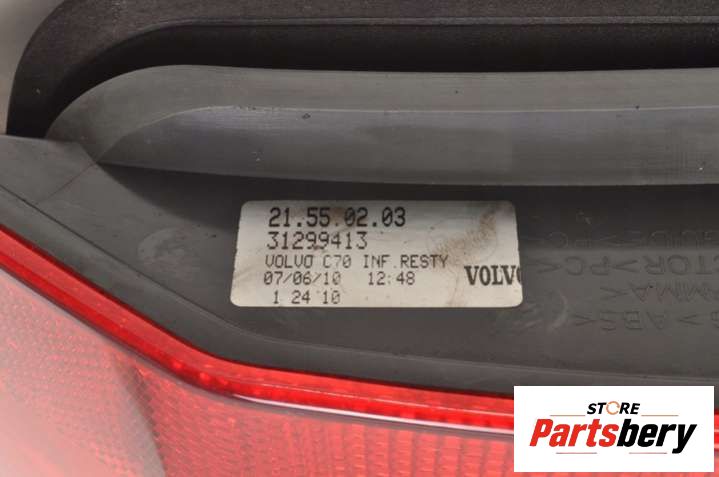 21.55.02.03
31299413
VOLVO C70 INF.RESTY
07/06/10 12:48 VOLVO
1 24 10
STORE
Partsbery